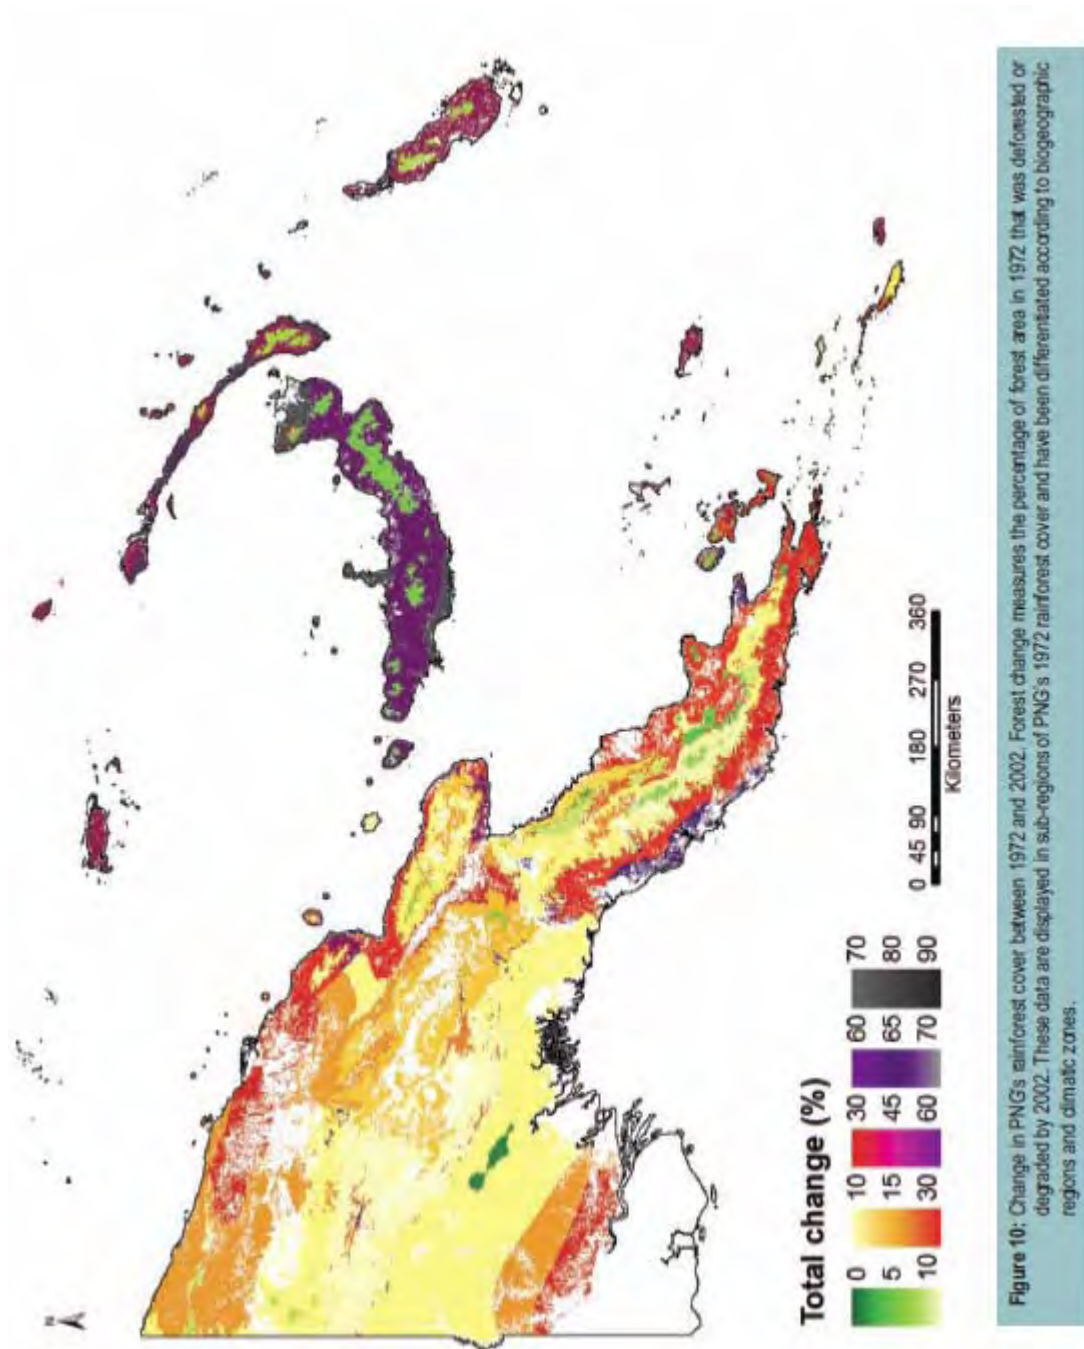 N
Total change (%)
0 10 30 60 70
5 15 45 65 80
10 30 60 70 90
0 45 90 180 270 360
Kilometers
Figure 10: Change in PNG's rainforest cover between 1972 and 2002. Forest change measures the percentage of forest area in 1972 that was deforested or
degraded by 2002. These data are displayed in sub-regions of PNG's 1972 rainforest cover and have been differentiated according to biogeographic
regions and climatic zones.